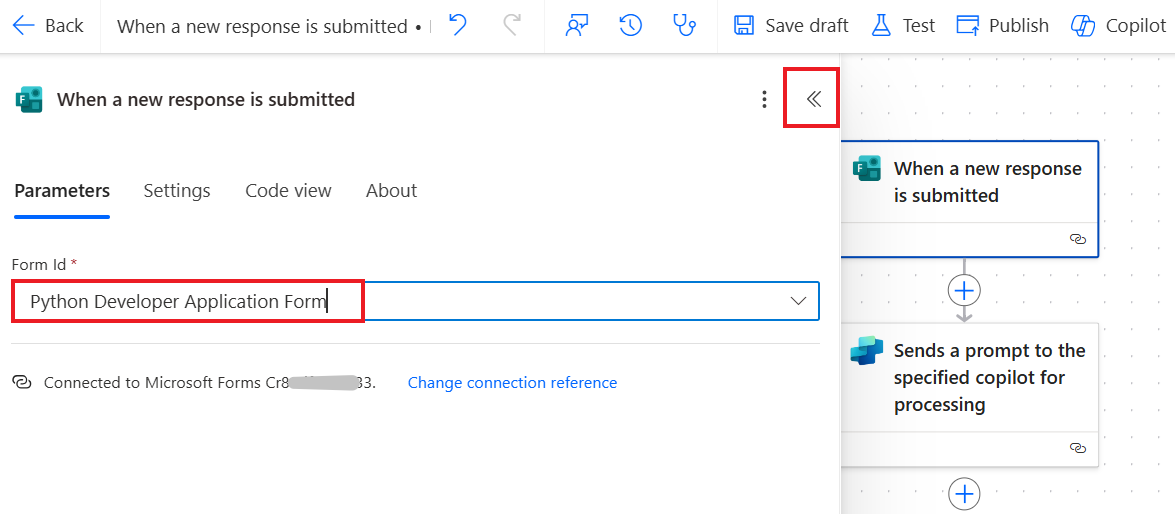 Back
When a new response is submitted •
Save draft
Test
Publish
Copilot
When a new response is submitted
Parameters
Settings
Code view
About
Form Id *
Python Developer Application Form
Connected to Microsoft Forms Cr8 33.
Change connection reference
When a new response
is submitted
Sends a prompt to the
specified copilot for
processing